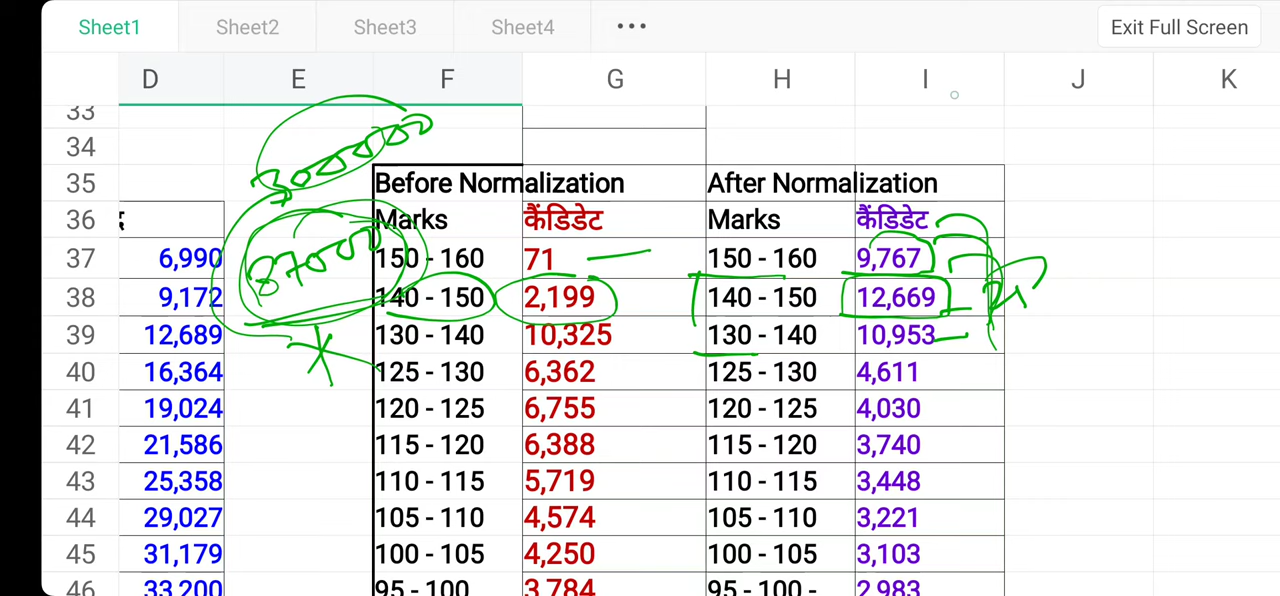 Sheet1 Sheet2 Sheet3 Sheet4 ••• Exit Full Screen
D E F G H I J K
33
34
35 Before Normalization After Normalization
36 Marks कैंडिडेट Marks कैंडिडेट
37 6,990 150 - 160 71 150 - 160 9,767
38 9,172 140 - 150 2,199 140 - 150 12,669
39 12,689 130 - 140 10,325 130 - 140 10,953
40 16,364 125 - 130 6,362 125 - 130 4,611
41 19,024 120 - 125 6,755 120 - 125 4,030
42 21,586 115 - 120 6,388 115 - 120 3,740
43 25,358 110 - 115 5,719 110 - 115 3,448
44 29,027 105 - 110 4,574 105 - 110 3,221
45 31,179 100 - 105 4,250 100 - 105 3,103
46 33,200 95 - 100 3,784 95 - 100 - 2,983
87000